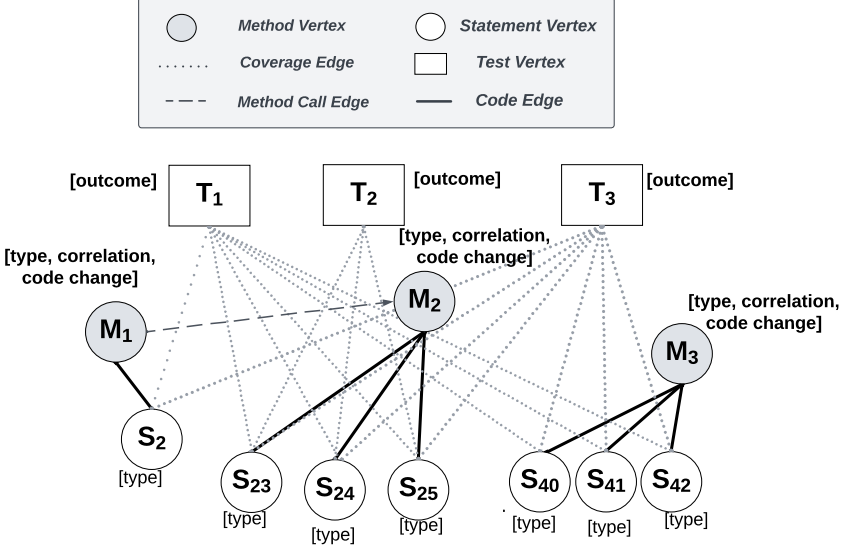 Method Vertex
Statement Vertex
Coverage Edge
Test Vertex
Method Call Edge
Code Edge
[outcome]
T1
T2
[outcome]
T3
[outcome]
[type, correlation,
code change]
[type, correlation,
code change]
M1
M2
[type, correlation,
code change]
M3
S2
[type]
S23
[type]
S24
[type]
S25
[type]
S40
[type]
S41
[type]
S42
[type]